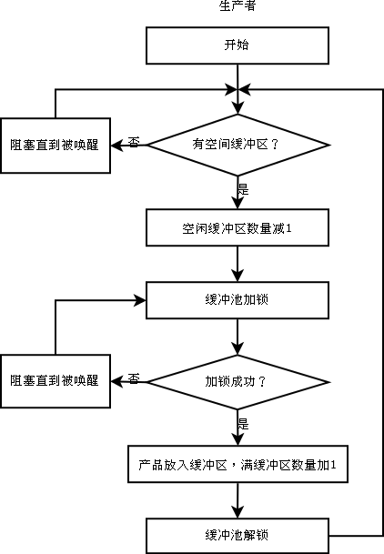 生产者
开始
有空间缓冲区？
否
阻塞直到被唤醒
是
空闲缓冲区数量减1
缓冲池加锁
加锁成功？
否
阻塞直到被唤醒
是
产品放入缓冲区，满缓冲区数量加1
缓冲池解锁